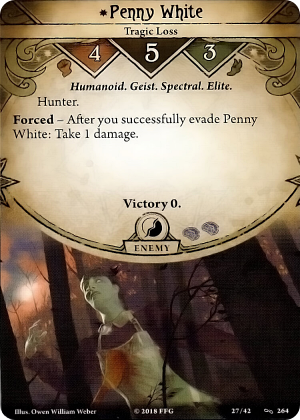 *Penny White
Tragic Loss
4 5 3
Humanoid. Geist. Spectral. Elite.
Hunter.
Forced – After you successfully evade Penny
White: Take 1 damage.
Victory 0.
ENEMY
Illus. Owen William Weber © 2018 FFG 27/42 264